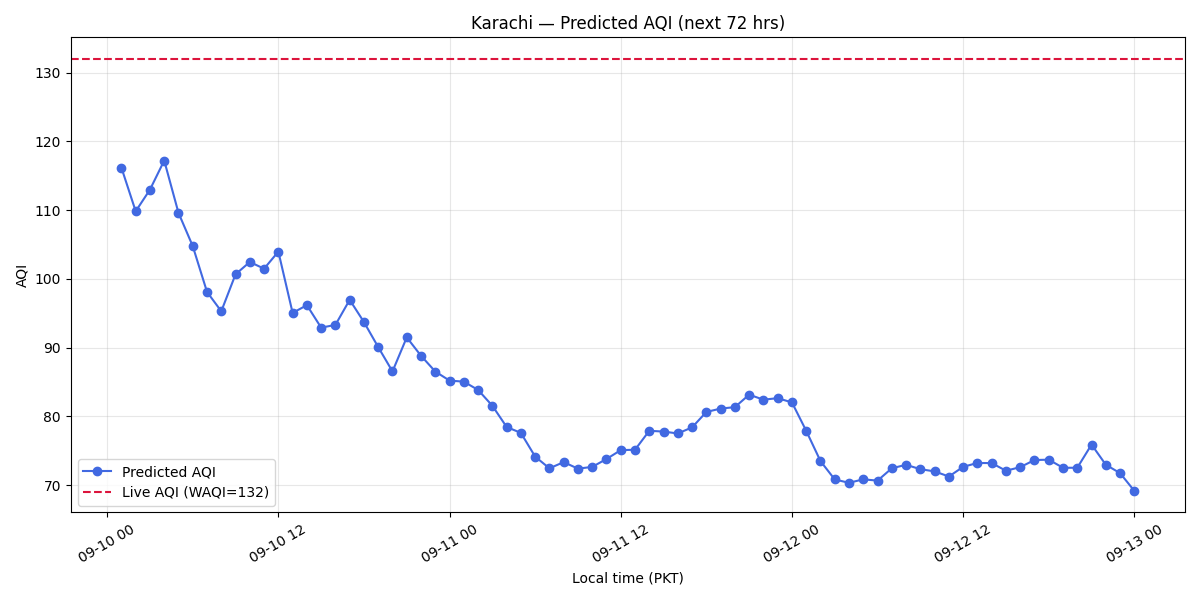 Karachi — Predicted AQI (next 72 hrs)
AQI
130
120
110
100
90
80
70
Predicted AQI
Live AQI (WAQI=132)
09-10 00
09-10 12
09-11 00
09-11 12
09-12 00
09-12 12
09-13 00
Local time (PKT)